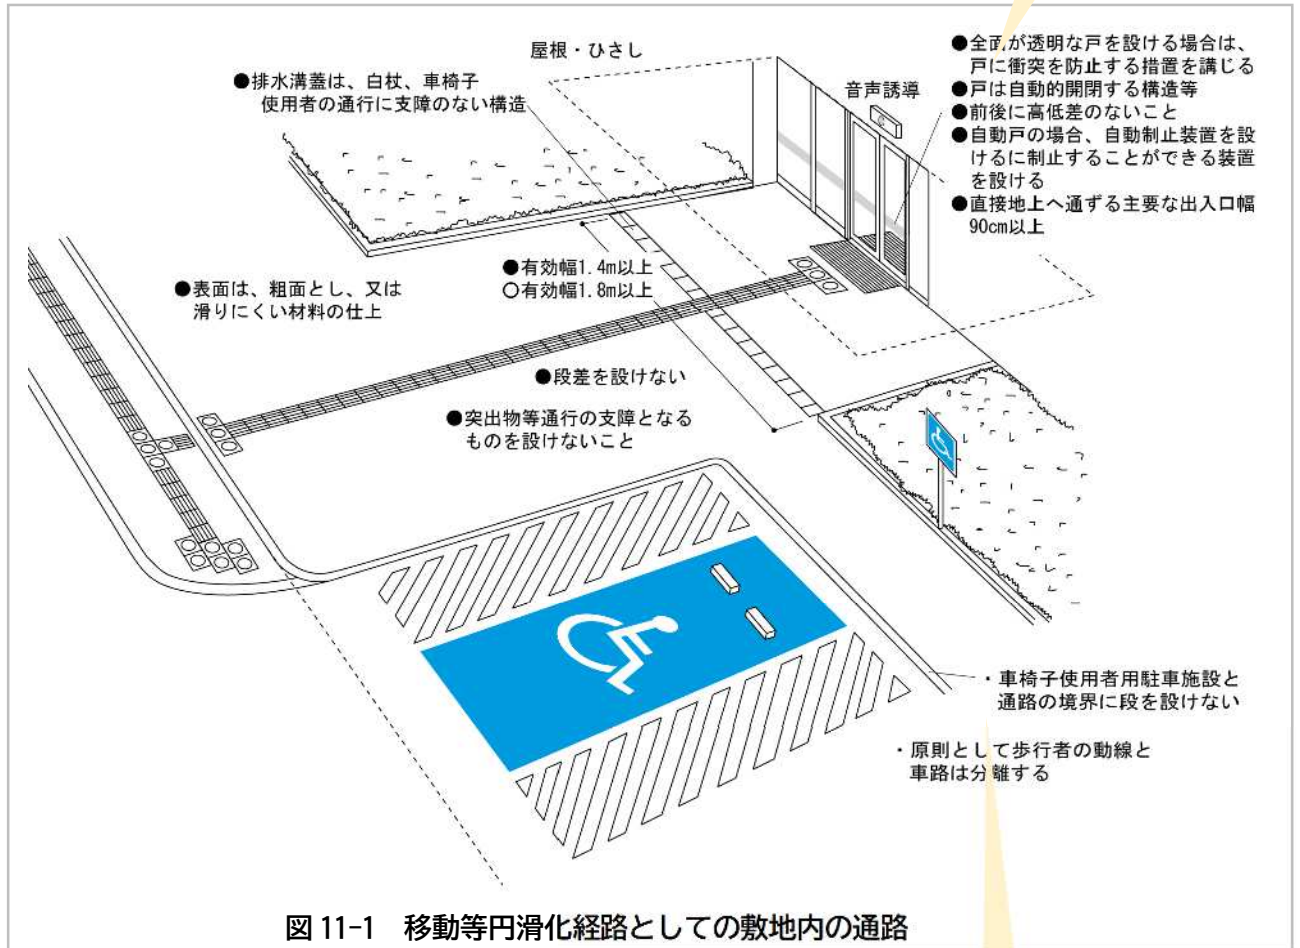 屋根・ひさし
●排水溝蓋は、白杖、車椅子
使用者の通行に支障のない構造
音声誘導
●全面が透明な戸を設ける場合は、
戸に衝突を防止する措置を講じる
●戸は自動的開閉する構造等
●前後に高低差のないこと
●自動戸の場合、自動制止装置を設
けるに制止することができる装置
を設ける
●直接地上へ通ずる主要な出入口幅
90cm以上
●有効幅1.4m以上
○有効幅1.8m以上
●表面は、粗面とし、又は
滑りにくい材料の仕上
●段差を設けない
●突出物等通行の支障となる
ものを設けないこと
・車椅子使用者用駐車施設と
通路の境界に段を設けない
・原則として歩行者の動線と
車路は分離する
図 11-1 移動等円滑化経路としての敷地内の通路